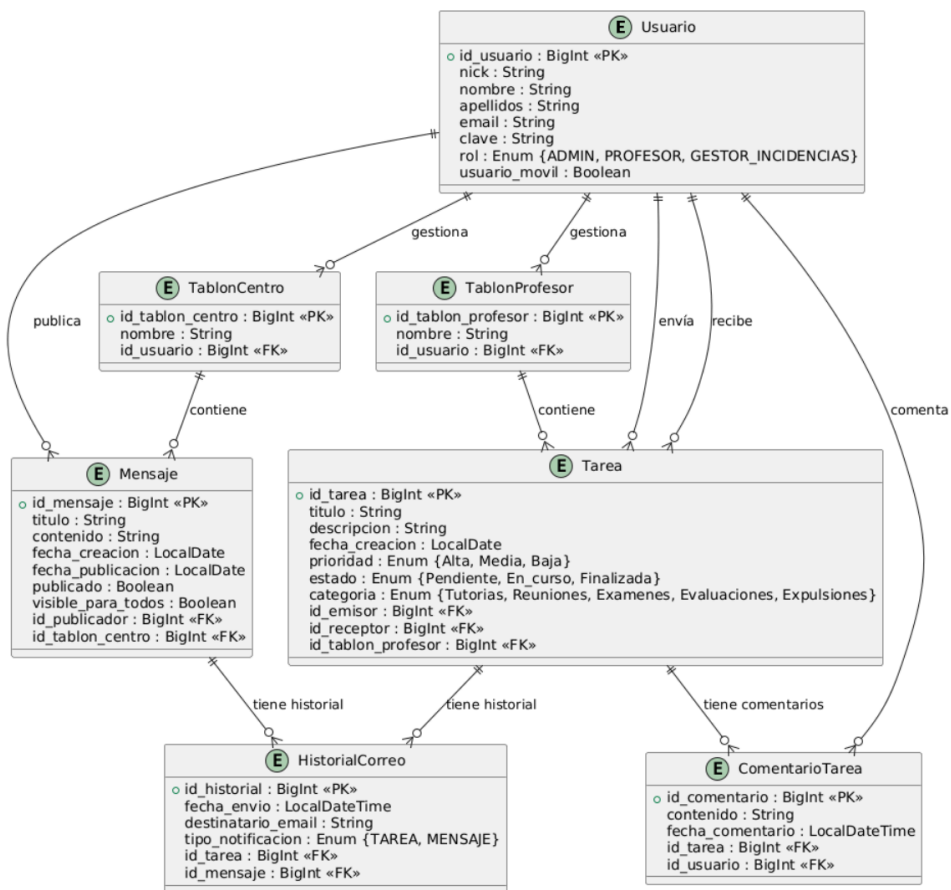 E Usuario
id_usuario : BigInt «PK»
nick : String
nombre : String
apellidos : String
email : String
clave : String
rol : Enum {ADMIN, PROFESOR, GESTOR_INCIDENCIAS}
usuario_movil : Boolean
gestiona
gestiona
publica
E TablonCentro
id_tablon_centro : BigInt «PK»
nombre : String
id_usuario : BigInt «FK»
E TablonProfesor
id_tablon_profesor : BigInt «PK»
nombre : String
id_usuario : BigInt «FK»
envía
recibe
contiene
contiene
comenta
E Mensaje
id_mensaje : BigInt «PK»
titulo : String
contenido : String
fecha_creacion : LocalDate
fecha_publicacion : LocalDate
publicado : Boolean
visible_para_todos : Boolean
id_publicador : BigInt «FK»
id_tablon_centro : BigInt «FK»
E Tarea
id_tarea : BigInt «PK»
titulo : String
descripcion : String
fecha_creacion : LocalDate
prioridad : Enum {Alta, Media, Baja}
estado : Enum {Pendiente, En_curso, Finalizada}
categoria : Enum {Tutorias, Reuniones, Examenes, Evaluaciones, Expulsiones}
id_emisor : BigInt «FK»
id_receptor : BigInt «FK»
id_tablon_profesor : BigInt «FK»
tiene historial
tiene historial
tiene comentarios
E HistorialCorreo
id_historial : BigInt «PK»
fecha_envio : LocalDateTime
destinatario_email : String
tipo_notificacion : Enum {TAREA, MENSAJE}
id_tarea : BigInt «FK»
id_mensaje : BigInt «FK»
E ComentarioTarea
id_comentario : BigInt «PK»
contenido : String
fecha_comentario : LocalDateTime
id_tarea : BigInt «FK»
id_usuario : BigInt «FK»